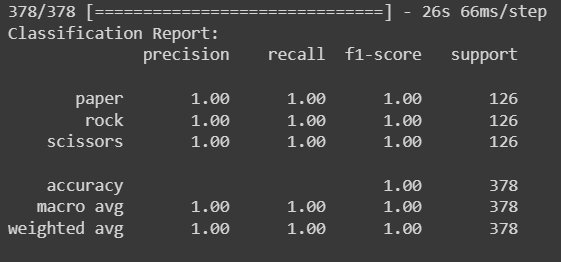 378/378 [==============================] - 26s 66ms/step
Classification Report:
precision recall f1-score support
paper 1.00 1.00 1.00 126
rock 1.00 1.00 1.00 126
scissors 1.00 1.00 1.00 126
accuracy 1.00 378
macro avg 1.00 1.00 1.00 378
weighted avg 1.00 1.00 1.00 378